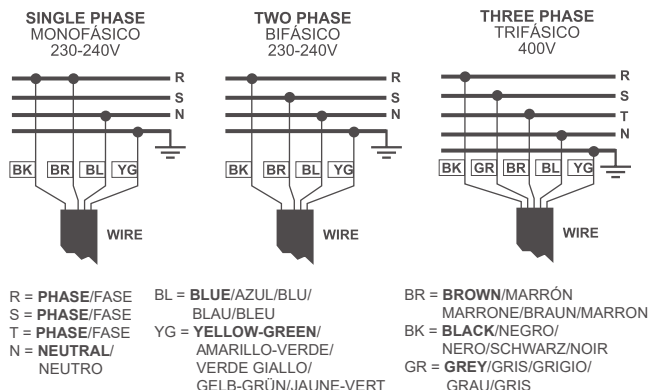 SINGLE PHASE
MONOFÁSICO
230-240V
R
S
N
BK BR BL YG
WIRE
TWO PHASE
BIFÁSICO
230-240V
R
S
N
BK BR BL YG
WIRE
THREE PHASE
TRIFÁSICO
400V
R
S
T
N
BK GR BR BL YG
WIRE
R = PHASE/FASE
S = PHASE/FASE
T = PHASE/FASE
N = NEUTRAL/
NEUTRO
BL = BLUE/AZUL/BLU/
BLAU/BLEU
YG = YELLOW-GREEN/
AMARILLO-VERDE/
VERDE GIALLO/
GELB-GRÜN/JAUNE-VERT
BR = BROWN/MARRÓN
MARRONE/BRAUN/MARRON
BK = BLACK/NEGRO/
NERO/SCHWARZ/NOIR
GR = GREY/GRIS/GRIGIO/
GRAU/GRIS